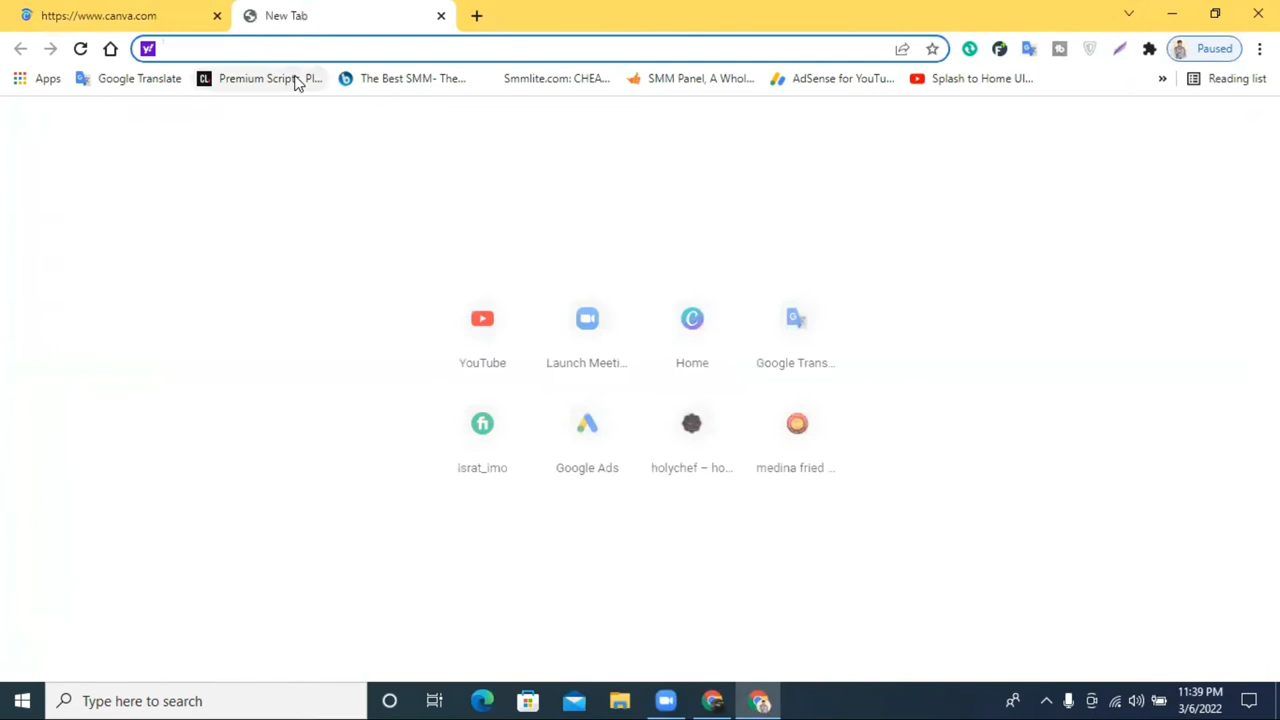 https://www.canva.com
New Tab
y!
Paused
Apps
Google Translate
CL
Premium Scripts, Pl...
The Best SMM- The...
Smmlite.com: CHEA...
SMM Panel, A Whol...
AdSense for YouTu...
Splash to Home UI...
»
Reading list
YouTube
Launch Meeti...
Home
Google Trans...
israt_imo
Google Ads
holychef – ho...
medina fried ...
Type here to search
11:39 PM
3/6/2022